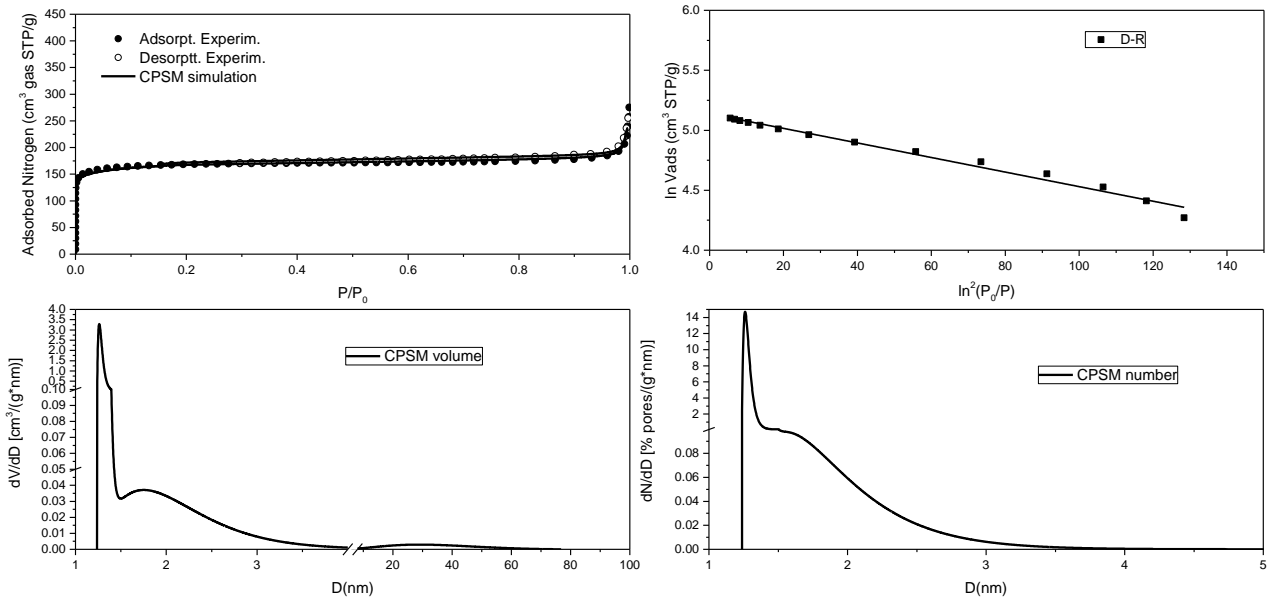 Adsorbed Nitrogen (cm³ gas STP/g)
450
400
350
300
250
200
150
100
50
0
Adsorpt. Experim.
Desorptt. Experim.
CPSM simulation
0.0 0.2 0.4 0.6 0.8 1.0
P/P₀
ln Vads (cm³ STP/g)
6.0
5.5
5.0
4.5
4.0
D-R
0 20 40 60 80 100 120 140
ln²(P₀/P)
dV/dD [cm³/(g*nm)]
4.0
3.5
3.0
2.5
2.0
1.5
1.0
0.5
0.10
0.09
0.08
0.07
0.06
0.05
0.04
0.03
0.02
0.01
0.00
CPSM volume
1 2 3 20 40 60 80 100
D(nm)
dN/dD [% pores/(g*nm)]
14
12
10
8
6
4
2
0.08
0.06
0.04
0.02
0.00
CPSM number
1 2 3 4 5
D(nm)